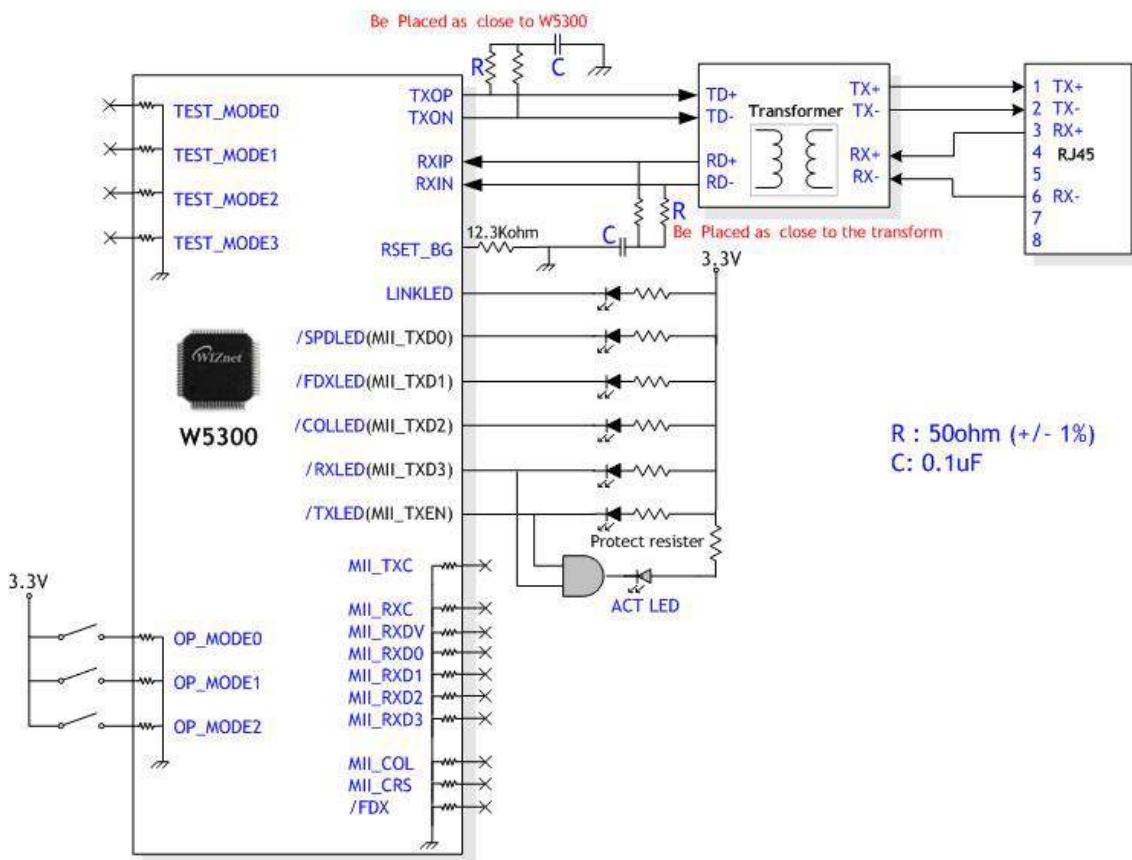 Be Placed as close to W5300
R
C
TXOP
TXON
RXIP
RXIN
RSET_BG
12.3Kohm
TD+
TD-
RD+
RD-
Transformer
TX+
TX-
RX+
RX-
1 TX+
2 TX-
3 RX+
4
5
6 RX-
7
8
RJ45
C
R
Be Placed as close to the transform
3.3V
TEST_MODE0
TEST_MODE1
TEST_MODE2
TEST_MODE3
LINKLED
/SPDLED(MII_TXD0)
/FDXLED(MII_TXD1)
/COLLED(MII_TXD2)
/RXLED(MII_TXD3)
/TXLED(MII_TXEN)
WIZnet
W5300
R : 50ohm (+/- 1%)
C: 0.1uF
Protect resister
ACT LED
MII_TXC
MII_RXC
MII_RXDV
MII_RXD0
MII_RXD1
MII_RXD2
MII_RXD3
MII_COL
MII_CRS
/FDX
3.3V
OP_MODE0
OP_MODE1
OP_MODE2